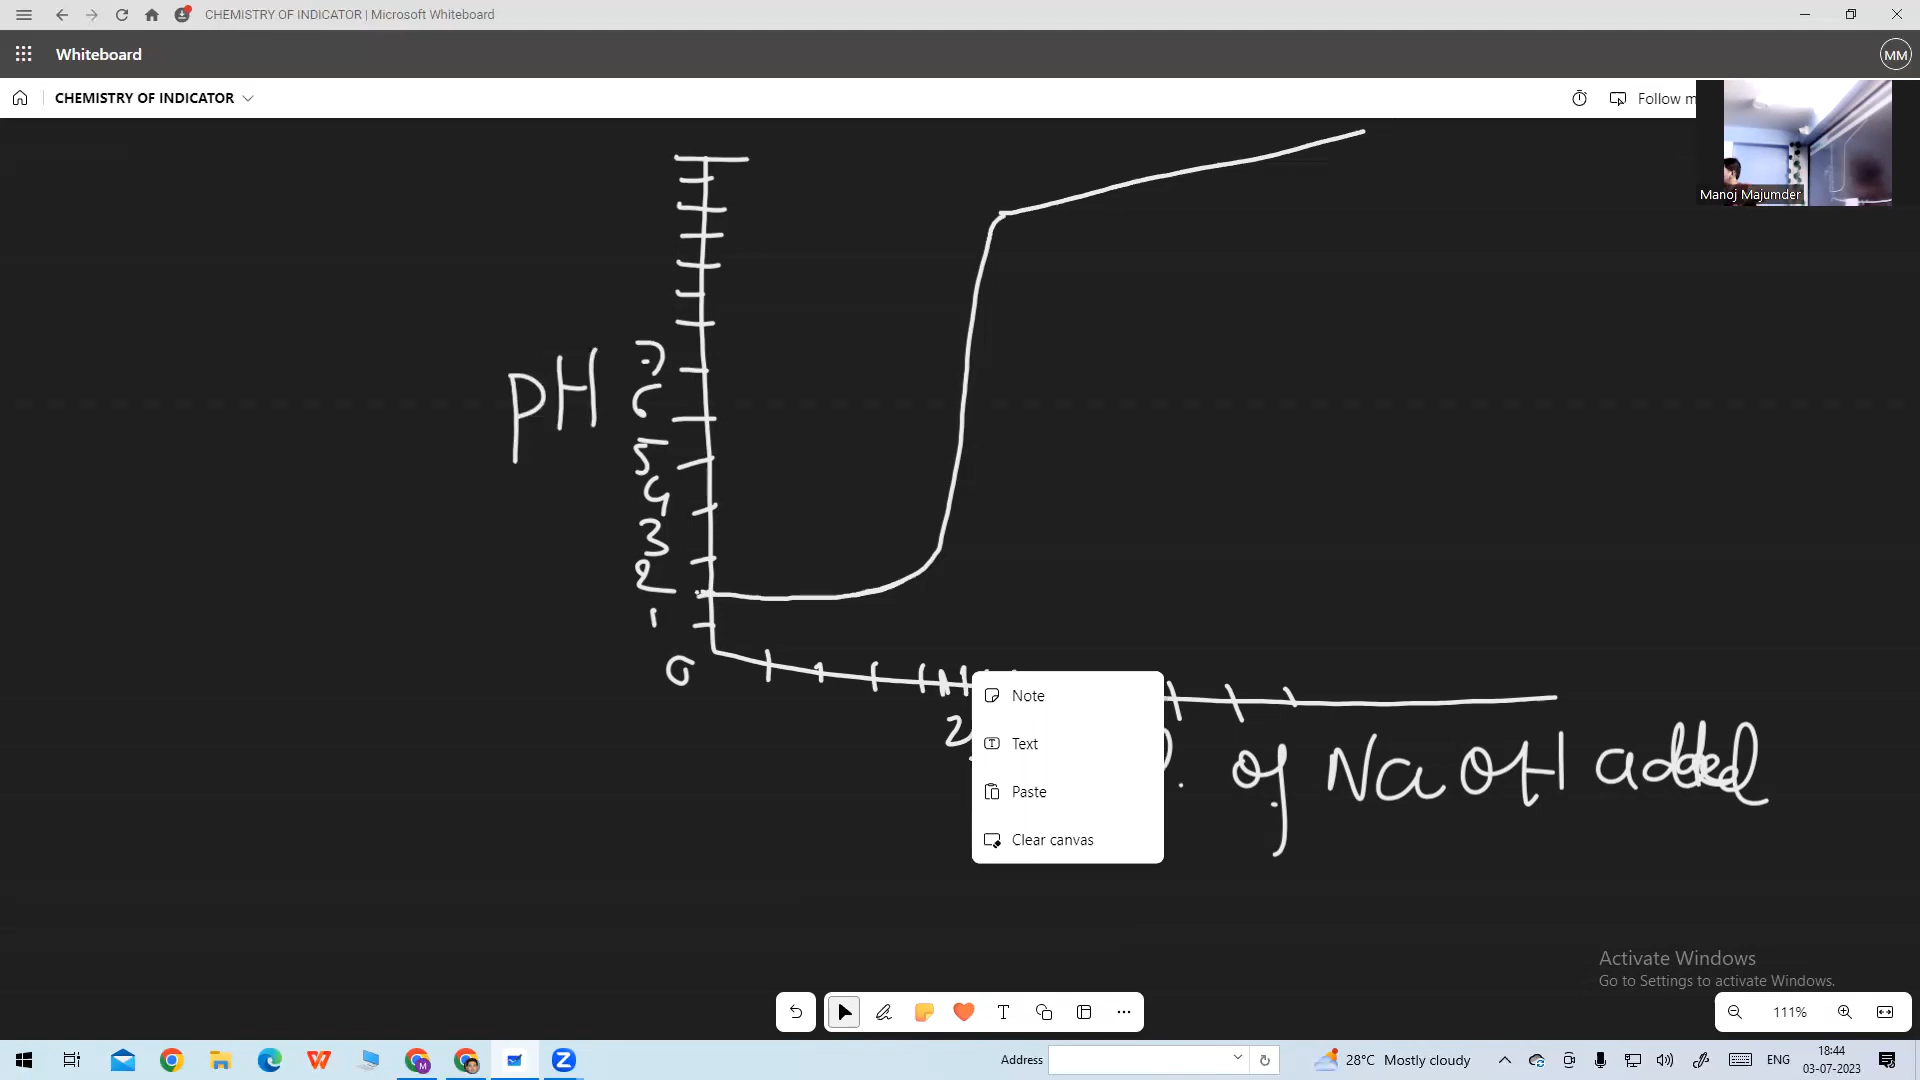 CHEMISTRY OF INDICATOR | Microsoft Whiteboard
Whiteboard
MM
CHEMISTRY OF INDICATOR
Follow m
Manoj Majumder
pH
7
6
5
4
3
2
1
0
2
of NaOH added
Note
Text
Paste
Clear canvas
Activate Windows
Go to Settings to activate Windows.
111%
Address
28°C Mostly cloudy
ENG
18:44
03-07-2023